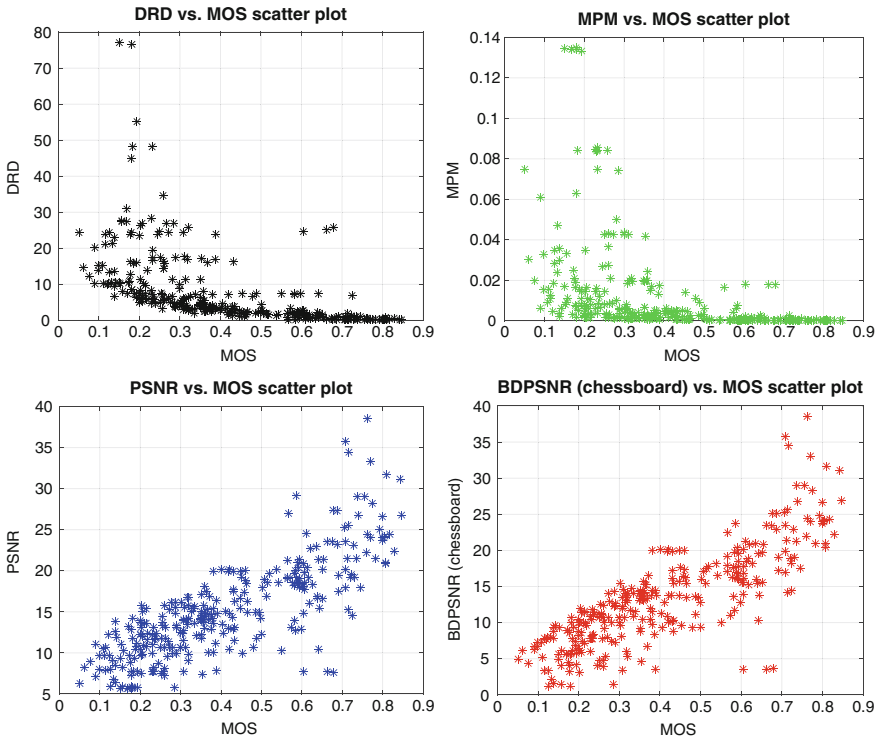 DRD vs. MOS scatter plot
80
70
60
50
40
30
20
10
0
DRD
0 0.1 0.2 0.3 0.4 0.5 0.6 0.7 0.8 0.9
MOS
MPM vs. MOS scatter plot
0.14
0.12
0.1
0.08
0.06
0.04
0.02
0
MPM
0 0.1 0.2 0.3 0.4 0.5 0.6 0.7 0.8 0.9
MOS
PSNR vs. MOS scatter plot
40
35
30
25
20
15
10
5
PSNR
0 0.1 0.2 0.3 0.4 0.5 0.6 0.7 0.8 0.9
MOS
BDPSNR (chessboard) vs. MOS scatter plot
40
35
30
25
20
15
10
5
0
BDPSNR (chessboard)
0 0.1 0.2 0.3 0.4 0.5 0.6 0.7 0.8 0.9
MOS